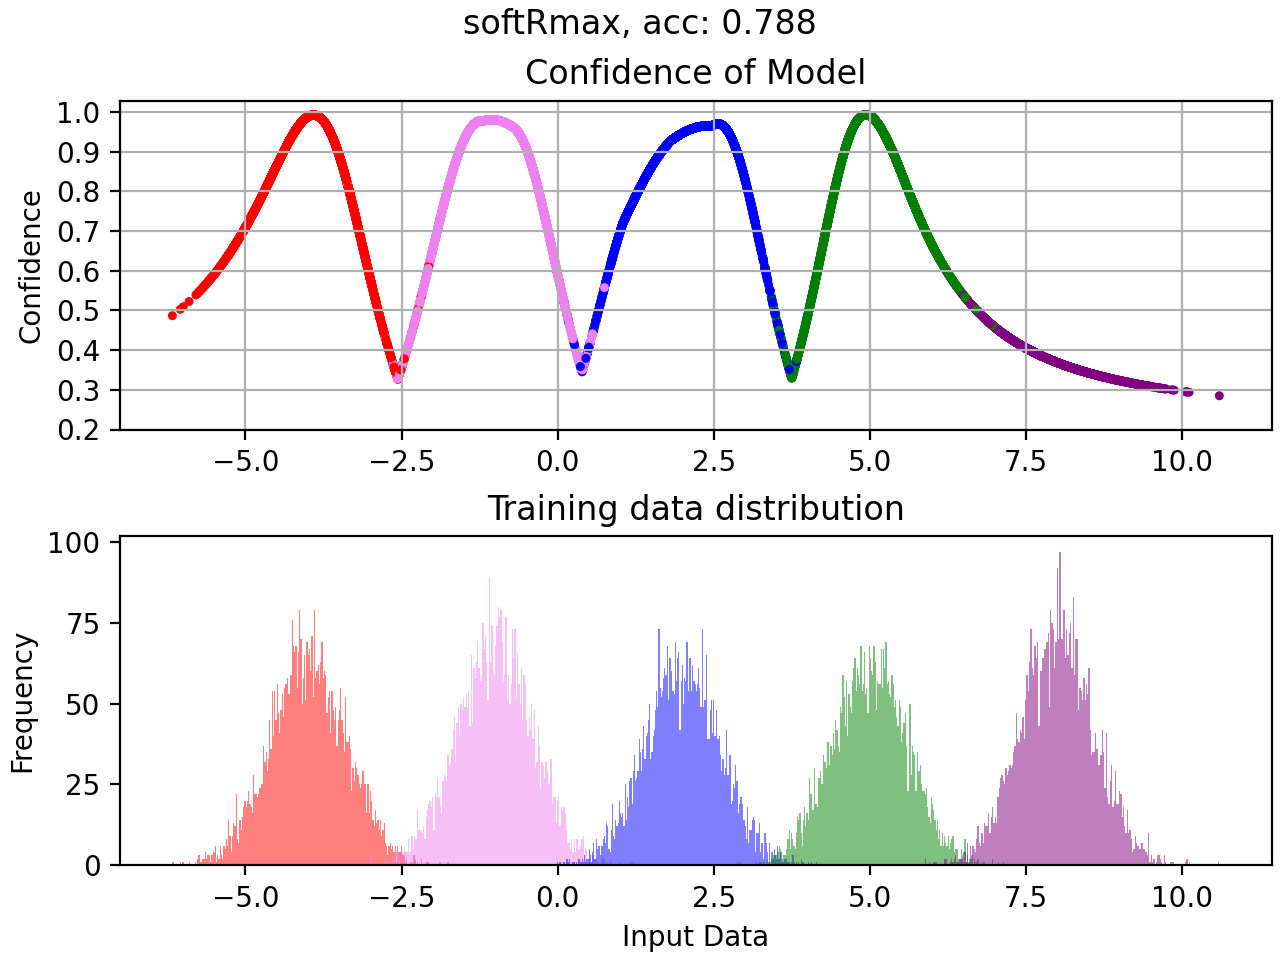 softRmax, acc: 0.788
Confidence of Model
Confidence
1.0
0.9
0.8
0.7
0.6
0.5
0.4
0.3
0.2
−5.0 −2.5 0.0 2.5 5.0 7.5 10.0
Training data distribution
Frequency
100
75
50
25
0
−5.0 −2.5 0.0 2.5 5.0 7.5 10.0
Input Data